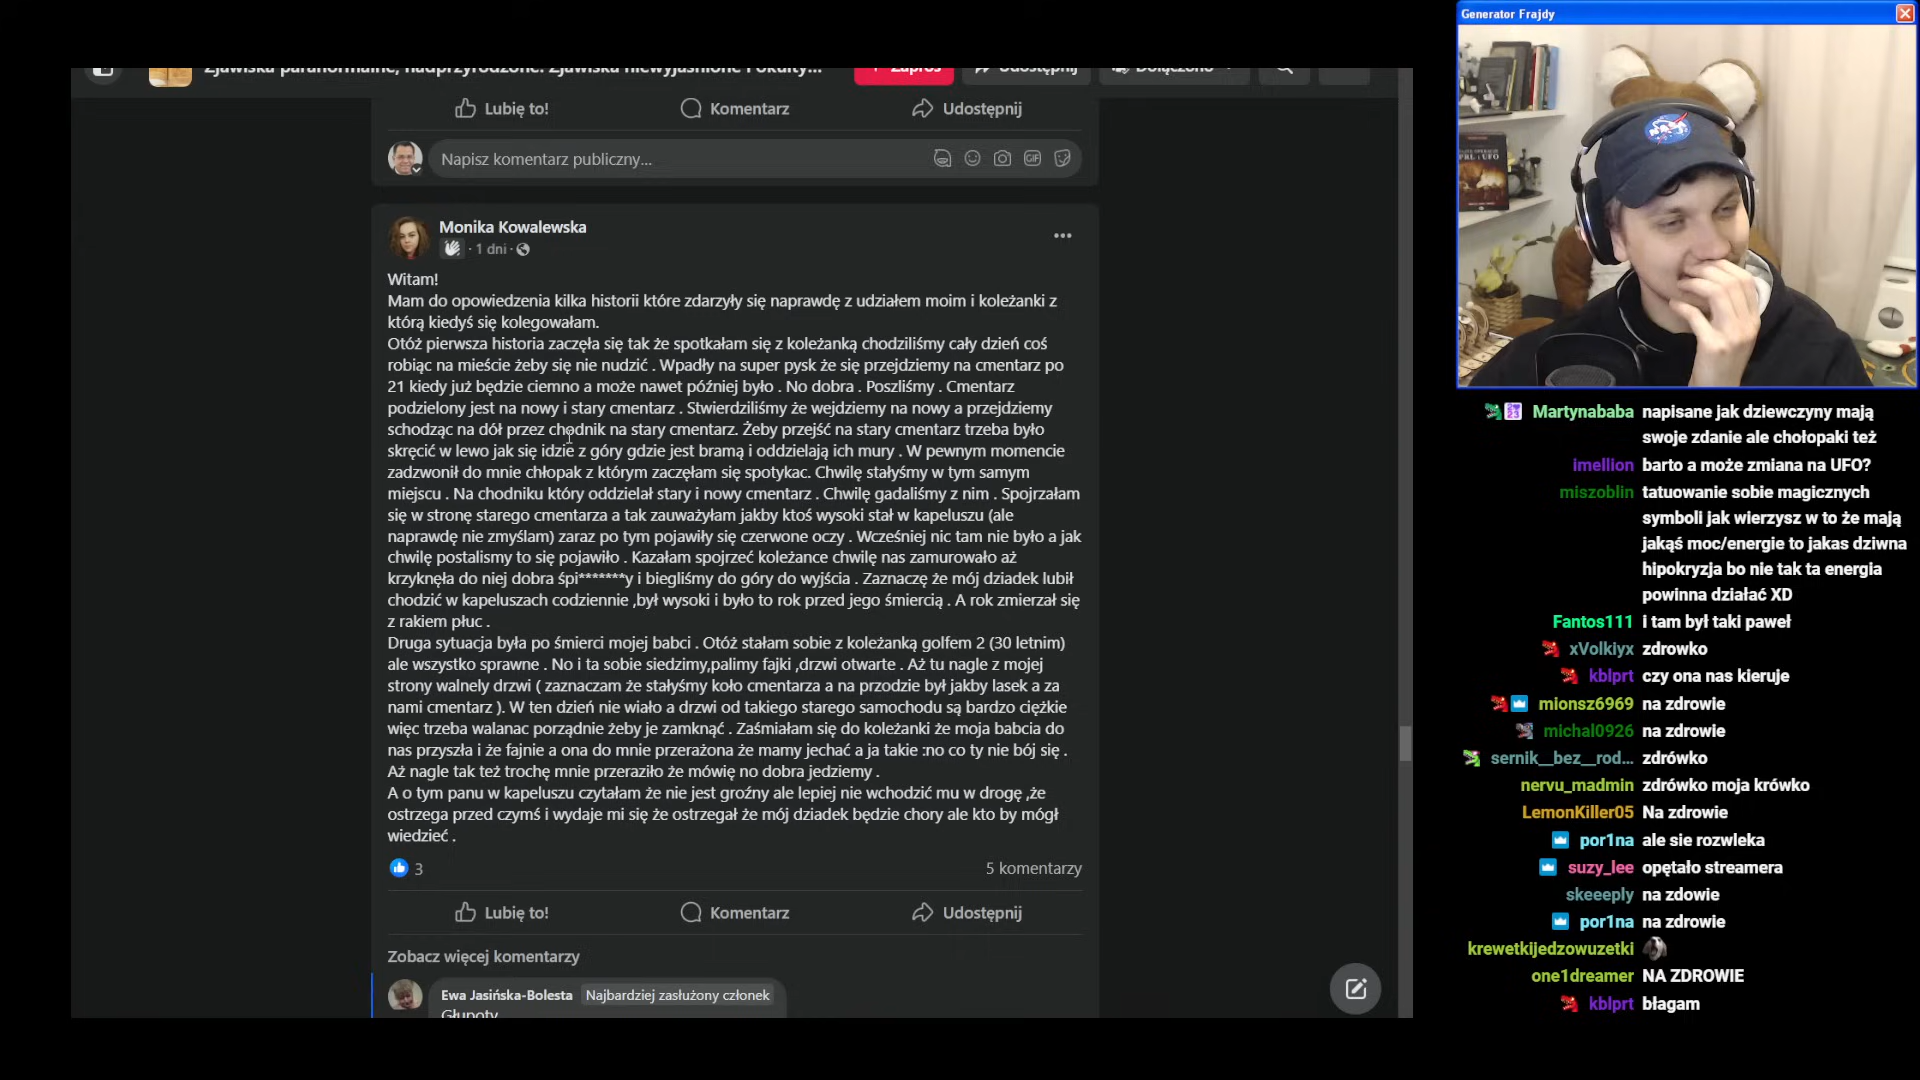 Zjawiska paranormalne, nadprzyrodzone. Zjawiska niewyjaśnione i okulty...
Zaproś
Udostępnij
Dołączono
Lubię to!
Komentarz
Udostępnij
Napisz komentarz publiczny...
GIF
Monika Kowalewska
· 1 dni ·
Witam!
Mam do opowiedzenia kilka historii które zdarzyły się naprawdę z udziałem moim i koleżanki z
którą kiedyś się kolegowałam.
Otóż pierwsza historia zaczęła się tak że spotkałam się z koleżanką chodziliśmy cały dzień coś
robiąc na mieście żeby się nie nudzić . Wpadły na super pysk że się przejdziemy na cmentarz po
21 kiedy już będzie ciemno a może nawet później było . No dobra . Poszliśmy . Cmentarz
podzielony jest na nowy i stary cmentarz . Stwierdziliśmy że wejdziemy na nowy a przejdziemy
schodząc na dół przez chodnik na stary cmentarz. Żeby przejść na stary cmentarz trzeba było
skręcić w lewo jak się idzie z góry gdzie jest bramą i oddzielają ich mury . W pewnym momencie
zadzwonił do mnie chłopak z którym zaczęłam się spotykac. Chwilę stałyśmy w tym samym
miejscu . Na chodniku który oddzielał stary i nowy cmentarz . Chwilę gadaliśmy z nim . Spojrzałam
się w stronę starego cmentarza a tak zauważyłam jakby ktoś wysoki stał w kapeluszu (ale
naprawdę nie zmyślam) zaraz po tym pojawiły się czerwone oczy . Wcześniej nic tam nie było a jak
chwilę postalismy to się pojawiło . Kazałam spojrzeć koleżance chwilę nas zamurowało aż
krzyknęła do niej dobra śpi*******y i biegliśmy do góry do wyjścia . Zaznaczę że mój dziadek lubił
chodzić w kapeluszach codziennie ,był wysoki i było to rok przed jego śmiercią . A rok zmierzał się
z rakiem płuc .
Druga sytuacja była po śmierci mojej babci . Otóż stałam sobie z koleżanką golfem 2 (30 letnim)
ale wszystko sprawne . No i ta sobie siedzimy,palimy fajki ,drzwi otwarte . Aż tu nagle z mojej
strony walnely drzwi ( zaznaczam że stałyśmy koło cmentarza a na przodzie był jakby lasek a za
nami cmentarz ). W ten dzień nie wiało a drzwi od takiego starego samochodu są bardzo ciężkie
więc trzeba walanac porządnie żeby je zamknąć . Zaśmiałam się do koleżanki że moja babcia do
nas przyszła i że fajnie a ona do mnie przerażona że mamy jechać a ja takie :no co ty nie bój się .
Aż nagle tak też trochę mnie przeraziło że mówię no dobra jedziemy .
A o tym panu w kapeluszu czytałam że nie jest groźny ale lepiej nie wchodzić mu w drogę ,że
ostrzega przed czymś i wydaje mi się że ostrzegał że mój dziadek będzie chory ale kto by mógł
wiedzieć .
3
5 komentarzy
Lubię to!
Komentarz
Udostępnij
Zobacz więcej komentarzy
Ewa Jasińska-Bolesta Najbardziej zasłużony członek
Głupoty
Generator Frajdy
NASA
PRL i UFO
Martynababa napisane jak dziewczyny mają
swoje zdanie ale chołopaki też
imellion barto a może zmiana na UFO?
miszoblin tatuowanie sobie magicznych
symboli jak wierzysz w to że mają
jakąś moc/energie to jakas dziwna
hipokryzja bo nie tak ta energia
powinna działać XD
Fantos111 i tam był taki paweł
xVolkiyx zdrowko
kblprt czy ona nas kieruje
mionsz6969 na zdrowie
michal0926 na zdrowie
sernik__bez_rod... zdrówko
nervu_madmin zdrówko moja krówko
LemonKiller05 Na zdrowie
por1na ale sie rozwleka
suzy_lee opętało streamera
skeeeply na zdowie
por1na na zdrowie
krewetkijedzowuzetki
one1dreamer NA ZDROWIE
kblprt błagam